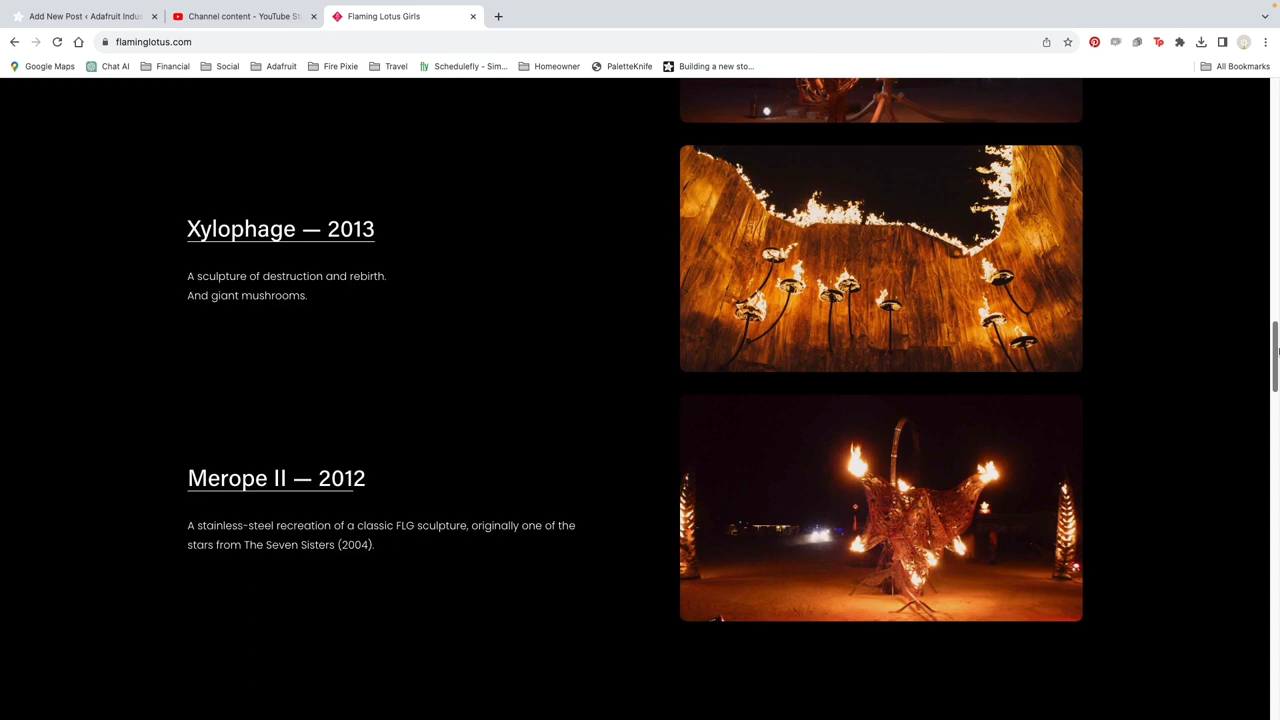 Add New Post ‹ Adafruit Indus
Channel content - YouTube St
Flaming Lotus Girls
flaminglotus.com
Google Maps
Chat AI
Financial
Social
Adafruit
Fire Pixie
Travel
Schedulefly - Sim...
Homeowner
PaletteKnife
Building a new sto...
All Bookmarks
Xylophage — 2013
A sculpture of destruction and rebirth.
And giant mushrooms.
Merope II — 2012
A stainless-steel recreation of a classic FLG sculpture, originally one of the
stars from The Seven Sisters (2004).